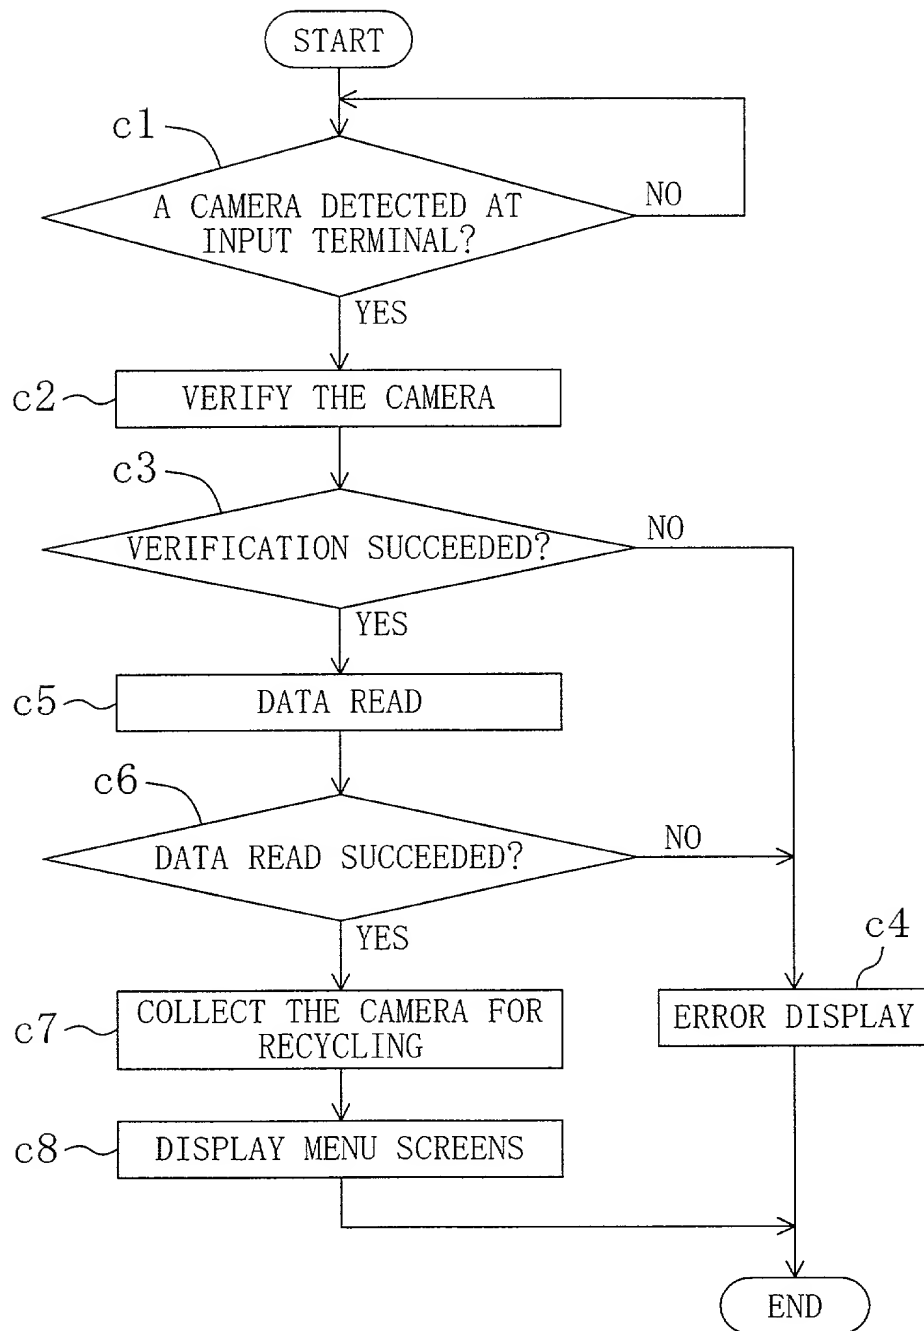 START
c1
A CAMERA DETECTED AT
INPUT TERMINAL?
NO
YES
c2
VERIFY THE CAMERA
c3
VERIFICATION SUCCEEDED?
NO
YES
c5
DATA READ
c6
DATA READ SUCCEEDED?
NO
YES
c4
ERROR DISPLAY
c7
COLLECT THE CAMERA FOR
RECYCLING
c8
DISPLAY MENU SCREENS
END